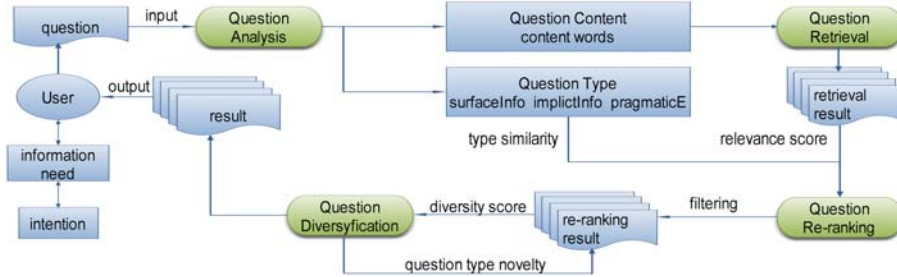 question
input
Question
Analysis
Question Content
content words
Question
Retrieval
User
output
result
Question Type
surfaceInfo implictInfo pragmaticE
retrieval
result
type similarity
relevance score
information
need
intention
Question
Diversyfication
diversity score
re-ranking
result
filtering
Question
Re-ranking
question type novelty